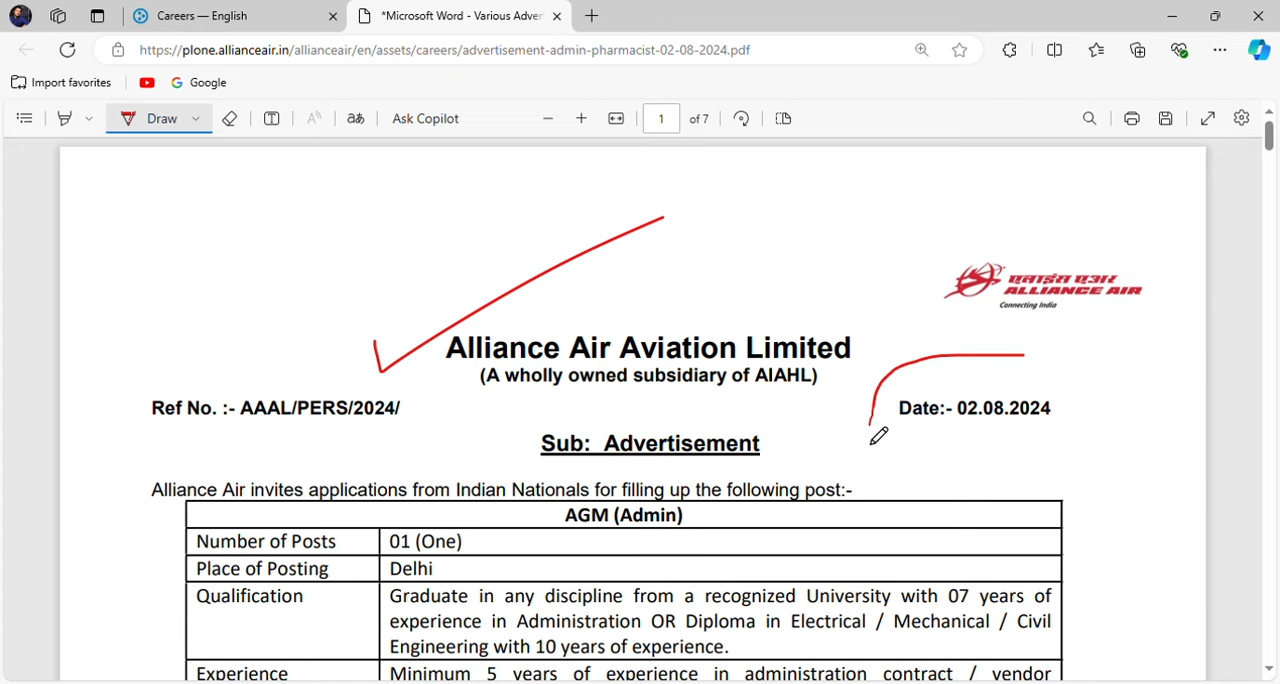 Careers — English
*Microsoft Word - Various Adver
https://plone.allianceair.in/allianceair/en/assets/careers/advertisement-admin-pharmacist-02-08-2024.pdf
Import favorites
Google
Draw
Ask Copilot
1 of 7
एलाइंस एअर
ALLIANCE AIR
Connecting India
Alliance Air Aviation Limited
(A wholly owned subsidiary of AIAHL)
Ref No. :- AAAL/PERS/2024/ Date:- 02.08.2024
Sub: Advertisement
Alliance Air invites applications from Indian Nationals for filling up the following post:-
AGM (Admin)
Number of Posts 01 (One)
Place of Posting Delhi
Qualification Graduate in any discipline from a recognized University with 07 years of
experience in Administration OR Diploma in Electrical / Mechanical / Civil
Engineering with 10 years of experience.
Experience Minimum 5 years of experience in administration contract / vendor